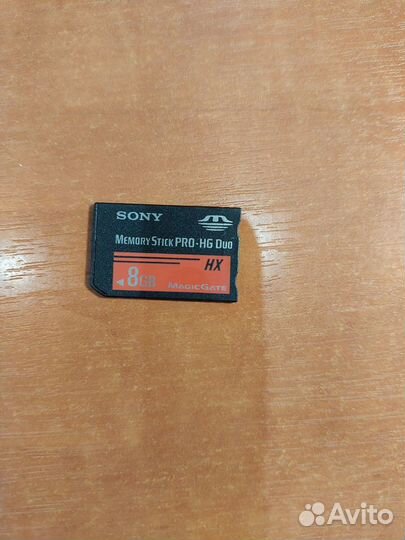 SONY
MEMORY STICK PRO-HG DUO
HX
8GB
MAGICGATE
Avito